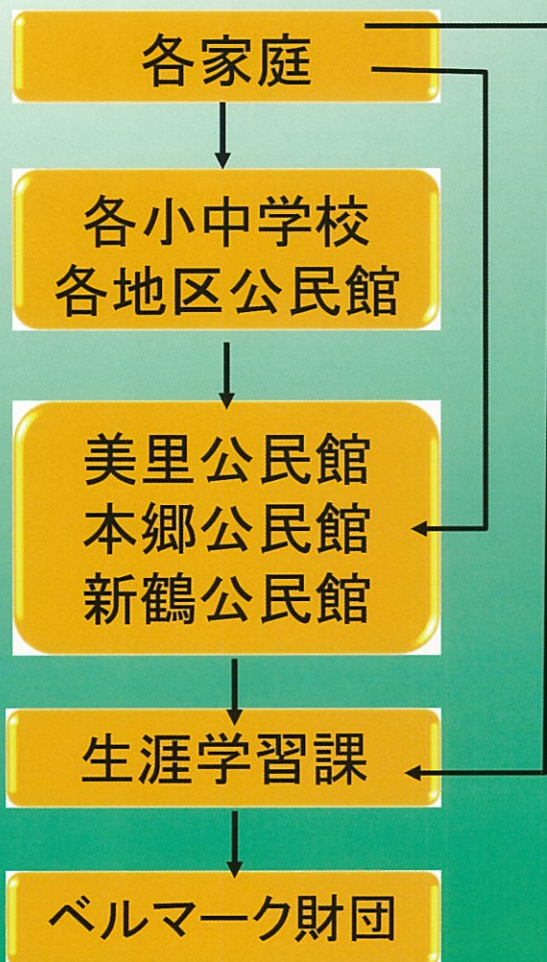 各家庭
各小中学校
各地区公民館
美里公民館
本郷公民館
新鶴公民館
生涯学習課
ベルマーク財団